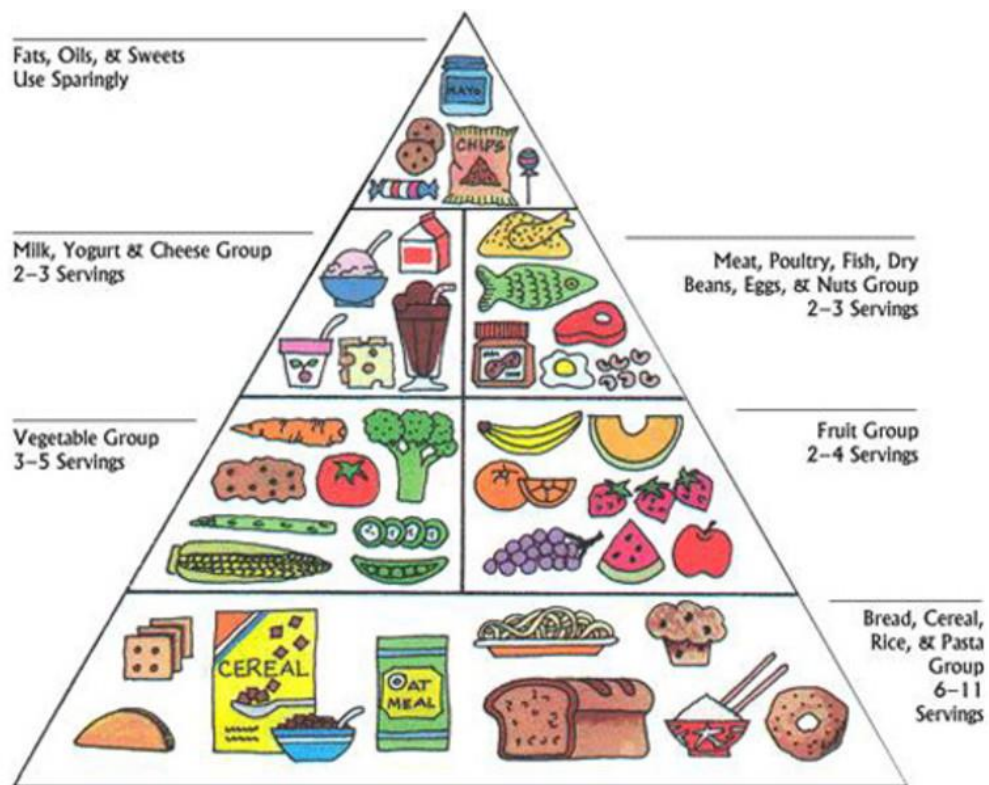 Fats, Oils, & Sweets
Use Sparingly
MAYO
CHIPS
Milk, Yogurt & Cheese Group
2–3 Servings
Meat, Poultry, Fish, Dry
Beans, Eggs, & Nuts Group
2–3 Servings
Vegetable Group
3–5 Servings
Fruit Group
2–4 Servings
Bread, Cereal,
Rice, & Pasta
Group
6–11
Servings
CEREAL
OAT
MEAL